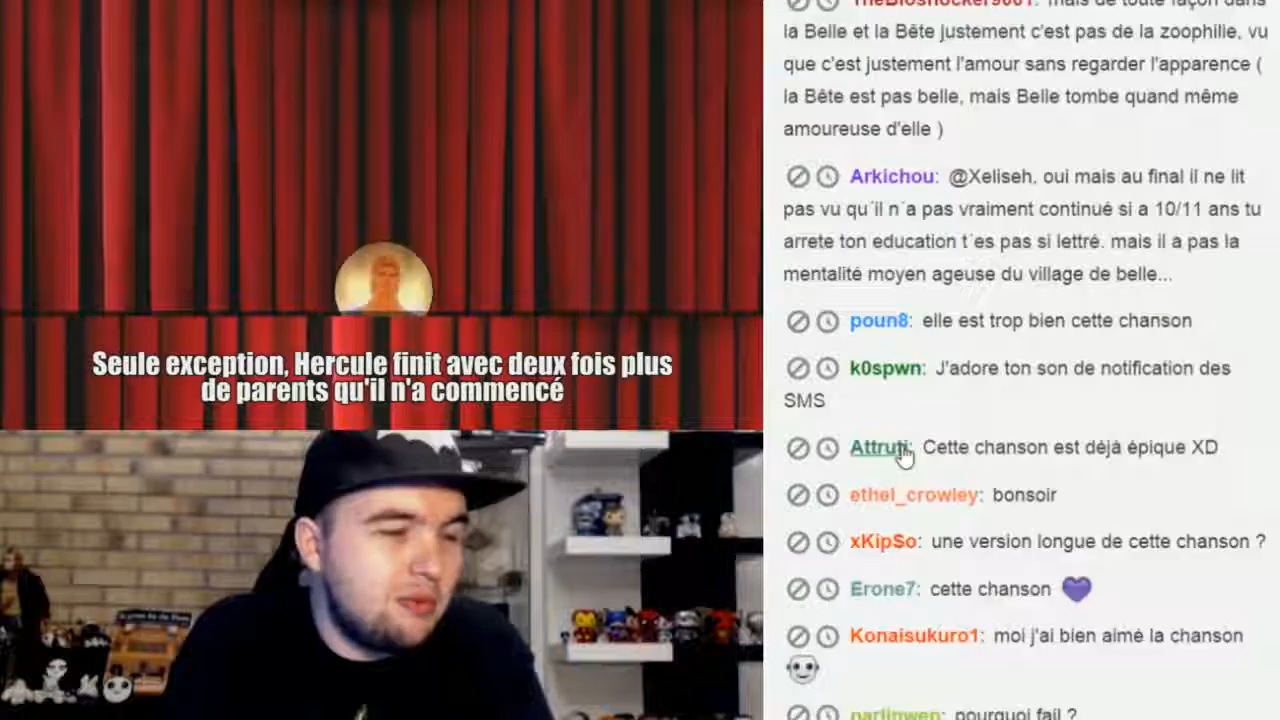 Seule exception, Hercule finit avec deux fois plus
de parents qu'il n'a commencé
TheBioshocker9001: mais de toute façon dans
la Belle et la Bête justement c'est pas de la zoophilie, vu
que c'est justement l'amour sans regarder l'apparence (
la Bête est pas belle, mais Belle tombe quand même
amoureuse d'elle )
Arkichou: @Xeliseh, oui mais au final il ne lit
pas vu qu´il n´a pas vraiment continué si a 10/11 ans tu
arrete ton education t´es pas si lettré. mais il a pas la
mentalité moyen ageuse du village de belle...
poun8: elle est trop bien cette chanson
k0spwn: J'adore ton son de notification des
SMS
Attruti: Cette chanson est déjà épique XD
ethel_crowley: bonsoir
xKipSo: une version longue de cette chanson ?
Erone7: cette chanson
Konaisukuro1: moi j'ai bien aimé la chanson
pourquoi fail ?